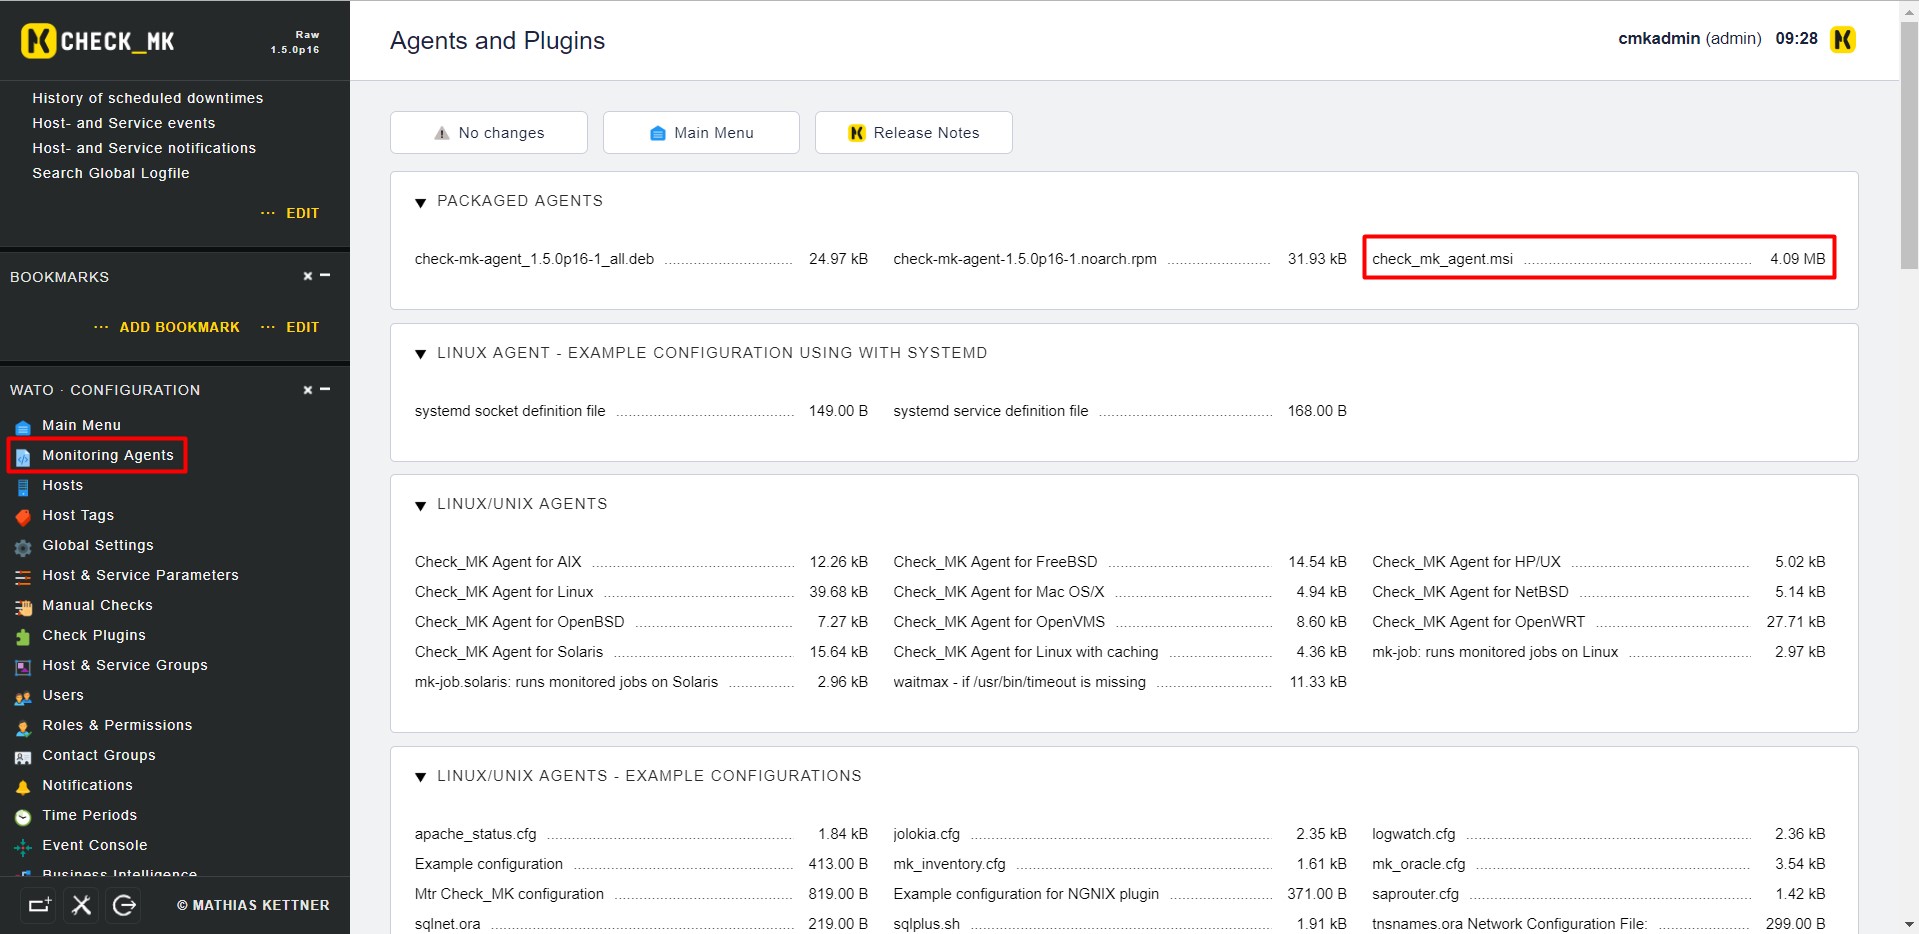 CHECK_MK
Raw
1.5.0p16
History of scheduled downtimes
Host- and Service events
Host- and Service notifications
Search Global Logfile
··· EDIT
BOOKMARKS
··· ADD BOOKMARK ··· EDIT
WATO · CONFIGURATION
Main Menu
Monitoring Agents
Hosts
Host Tags
Global Settings
Host & Service Parameters
Manual Checks
Check Plugins
Host & Service Groups
Users
Roles & Permissions
Contact Groups
Notifications
Time Periods
Event Console
Business Intelligence
© MATHIAS KETTNER
Agents and Plugins
cmkadmin (admin) 09:28
No changes Main Menu Release Notes
PACKAGED AGENTS
check-mk-agent_1.5.0p16-1_all.deb 24.97 kB check-mk-agent-1.5.0p16-1.noarch.rpm 31.93 kB check_mk_agent.msi 4.09 MB
LINUX AGENT - EXAMPLE CONFIGURATION USING WITH SYSTEMD
systemd socket definition file 149.00 B systemd service definition file 168.00 B
LINUX/UNIX AGENTS
Check_MK Agent for AIX 12.26 kB Check_MK Agent for FreeBSD 14.54 kB Check_MK Agent for HP/UX 5.02 kB
Check_MK Agent for Linux 39.68 kB Check_MK Agent for Mac OS/X 4.94 kB Check_MK Agent for NetBSD 5.14 kB
Check_MK Agent for OpenBSD 7.27 kB Check_MK Agent for OpenVMS 8.60 kB Check_MK Agent for OpenWRT 27.71 kB
Check_MK Agent for Solaris 15.64 kB Check_MK Agent for Linux with caching 4.36 kB mk-job: runs monitored jobs on Linux 2.97 kB
mk-job.solaris: runs monitored jobs on Solaris 2.96 kB waitmax - if /usr/bin/timeout is missing 11.33 kB
LINUX/UNIX AGENTS - EXAMPLE CONFIGURATIONS
apache_status.cfg 1.84 kB jolokia.cfg 2.35 kB logwatch.cfg 2.36 kB
Example configuration 413.00 B mk_inventory.cfg 1.61 kB mk_oracle.cfg 3.54 kB
Mtr Check_MK configuration 819.00 B Example configuration for NGNIX plugin 371.00 B saprouter.cfg 1.42 kB
sqlnet.ora 219.00 B sqlplus.sh 1.91 kB tnsnames.ora Network Configuration File: 299.00 B